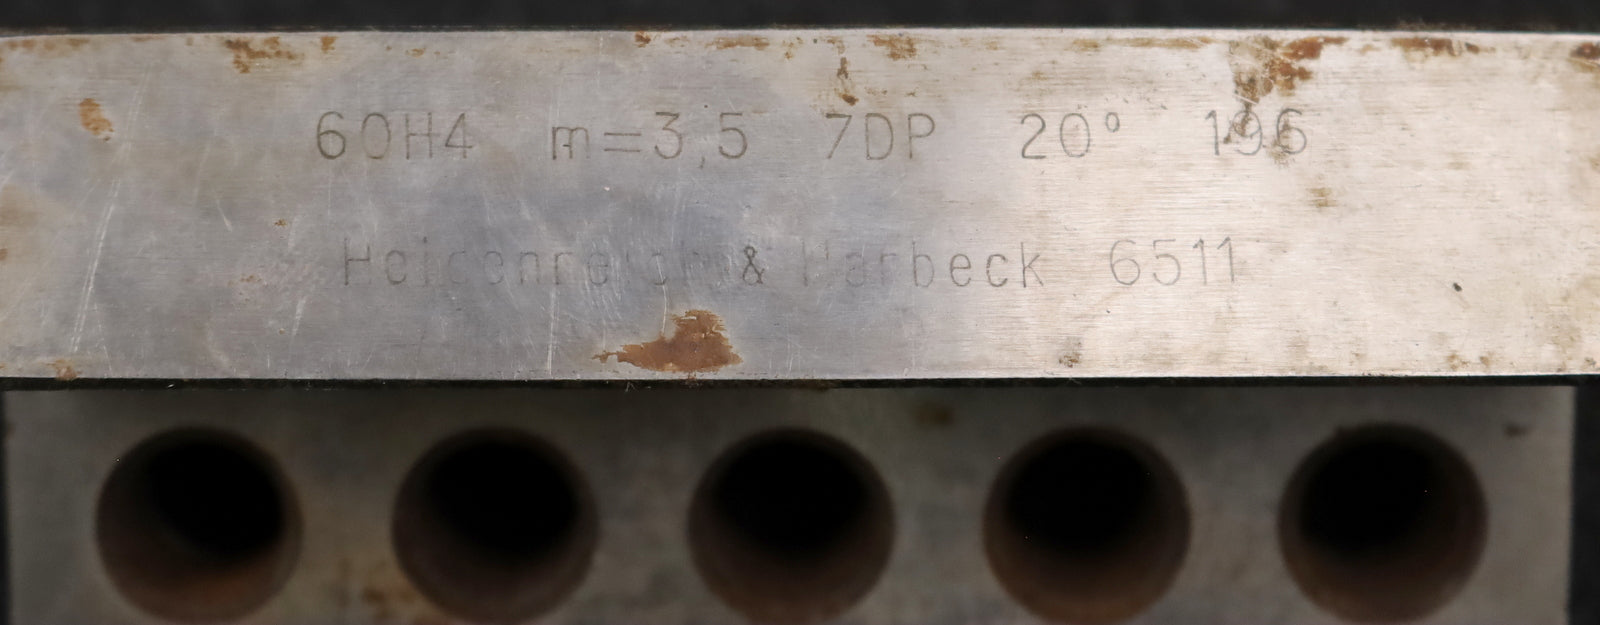 60H4 m=3,5 7DP 20° 196
Heidenreich & Harbeck 6511